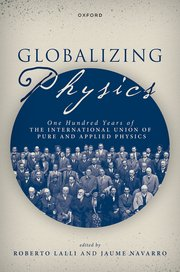 OXFORD
GLOBALIZING
Physics
One Hundred Years of
THE INTERNATIONAL UNION OF
PURE AND APPLIED PHYSICS
edited by
ROBERTO LALLI and JAUME NAVARRO